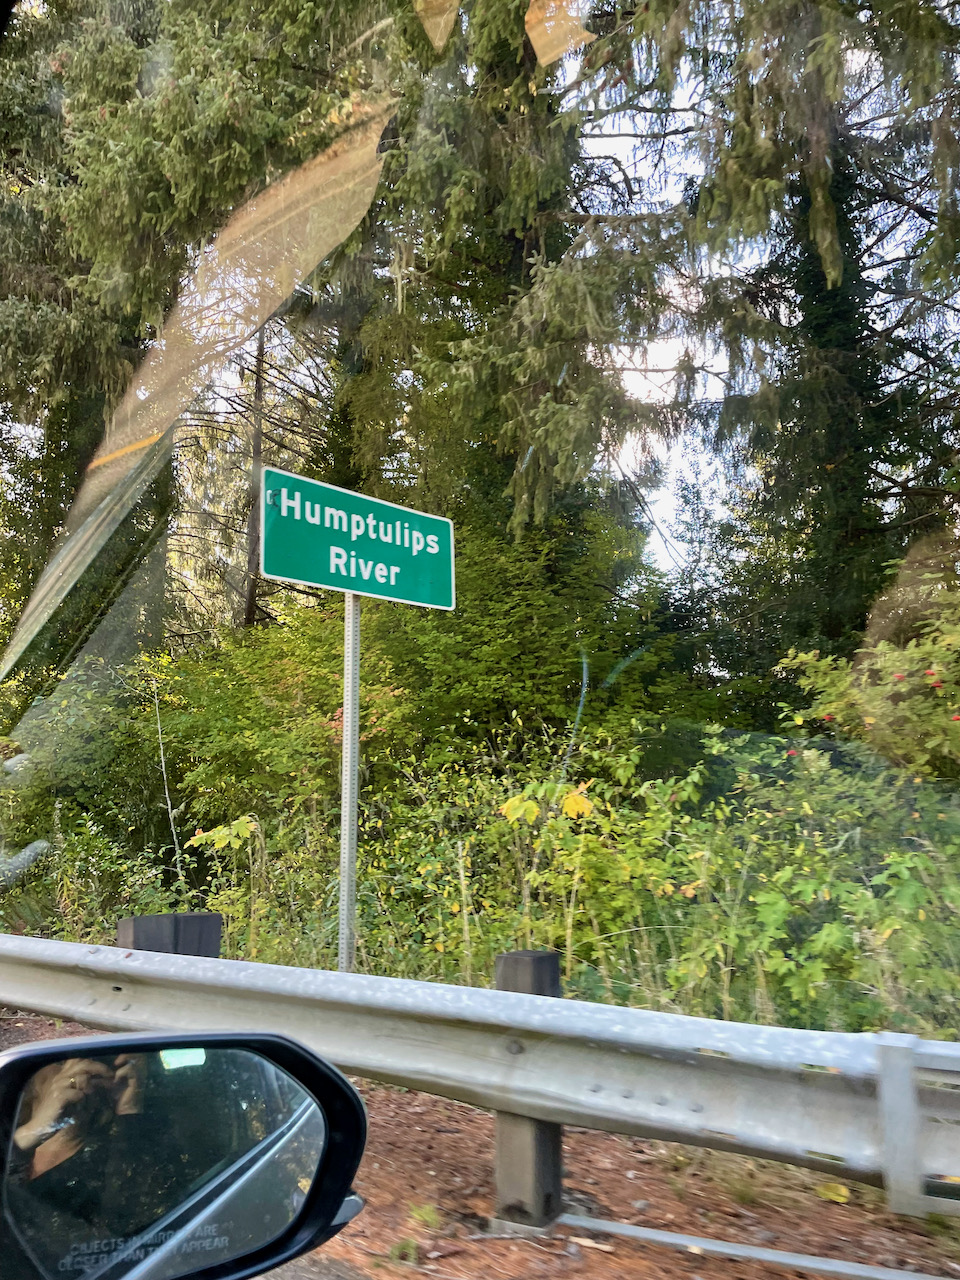 Humptulips
River
OBJECTS IN MIRROR ARE
CLOSER THAN THEY APPEAR